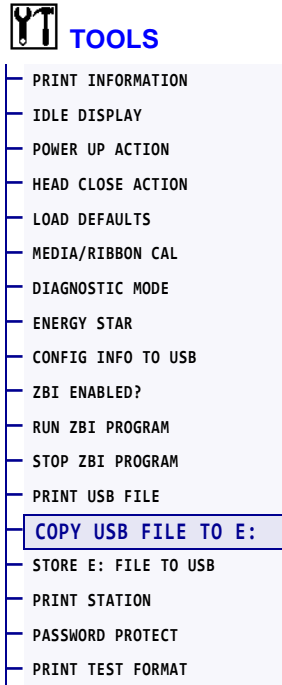 TOOLS
PRINT INFORMATION
IDLE DISPLAY
POWER UP ACTION
HEAD CLOSE ACTION
LOAD DEFAULTS
MEDIA/RIBBON CAL
DIAGNOSTIC MODE
ENERGY STAR
CONFIG INFO TO USB
ZBI ENABLED?
RUN ZBI PROGRAM
STOP ZBI PROGRAM
PRINT USB FILE
COPY USB FILE TO E:
STORE E: FILE TO USB
PRINT STATION
PASSWORD PROTECT
PRINT TEST FORMAT